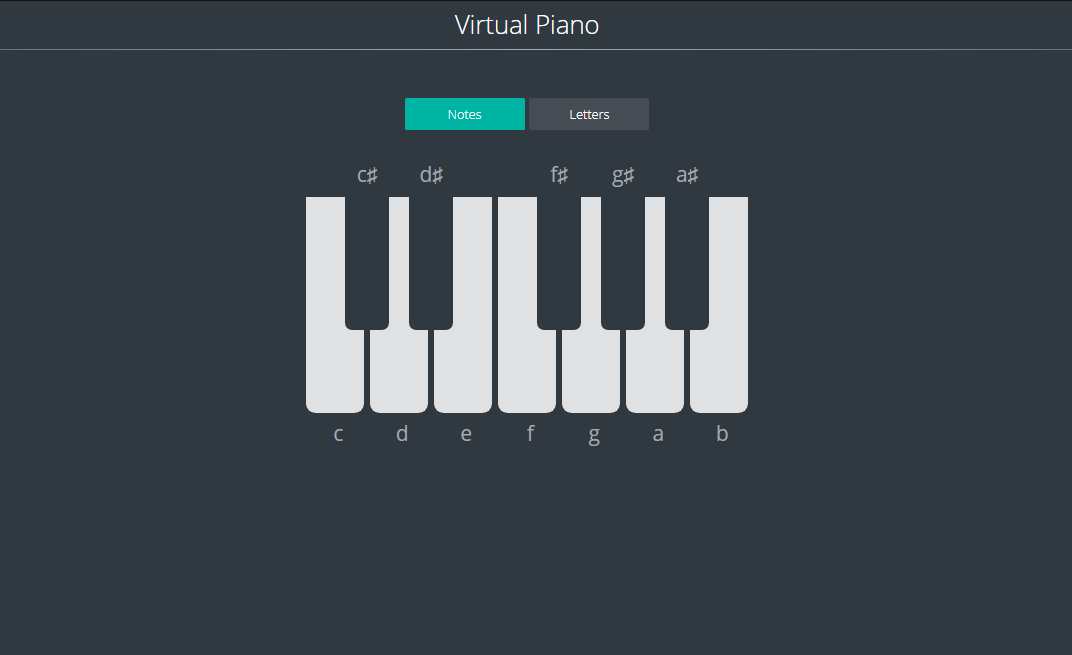 Virtual Piano
Notes Letters
c♯ d♯ f♯ g♯ a♯
c d e f g a b